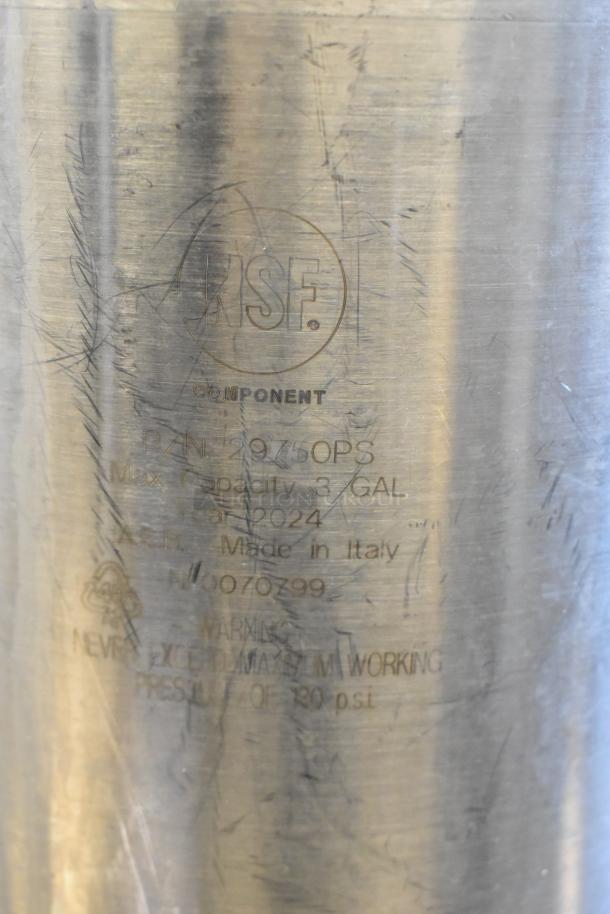 NSF.®
COMPONENT
P/N. 29750PS
Max Capacity 3 GAL
Year 2024
A.E.B. Made in Italy
N°0070799
WARNING
NEVER EXCEED MAXIMUM WORKING
PRESSURE OF 130 p.s.i.